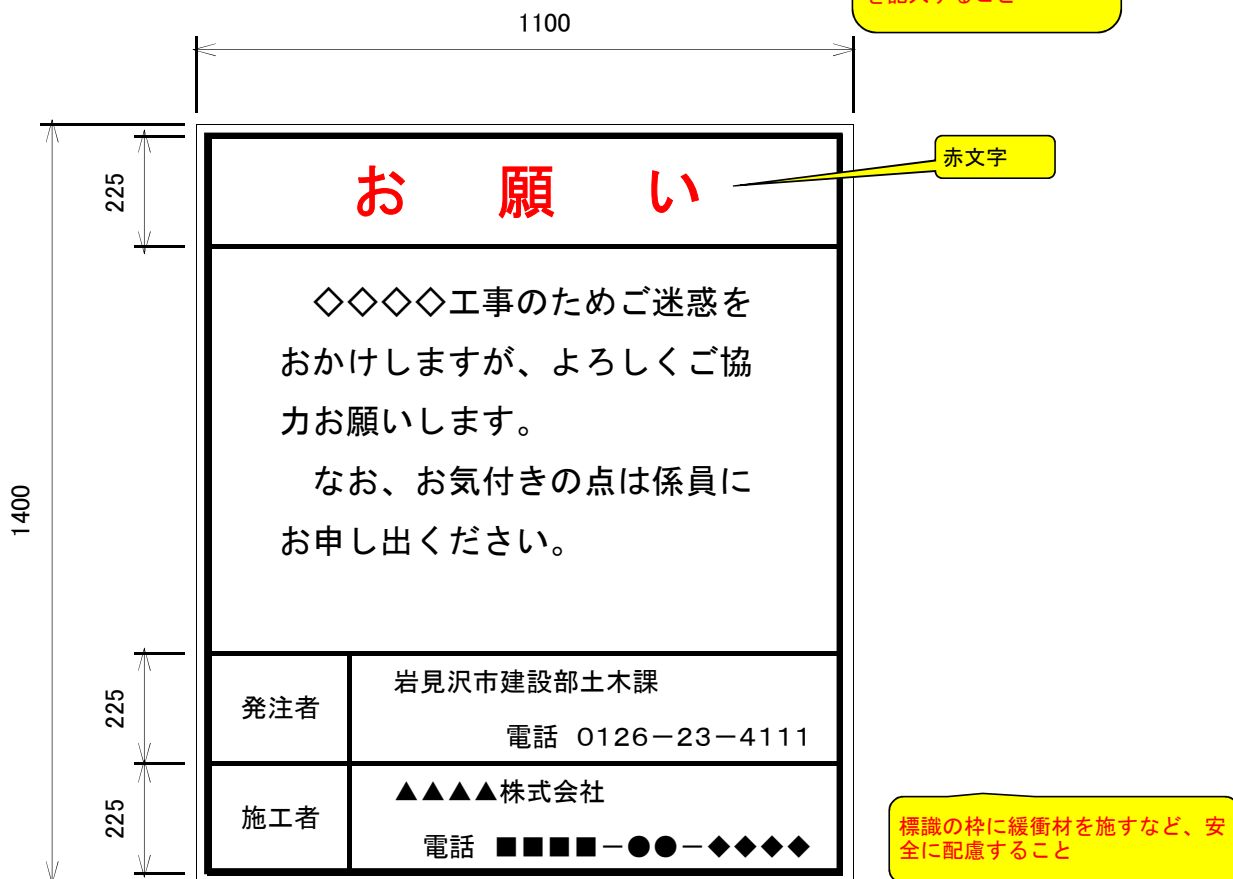 1100
お　願　い
赤文字
225
◇◇◇◇工事のためご迷惑を
おかけしますが、よろしくご協
力お願いします。
なお、お気付きの点は係員に
お申し出ください。
1400
225
発注者
岩見沢市建設部土木課
電話 0126－23－4111
225
施工者
▲▲▲▲株式会社
電話 ■■■■－●●－◆◆◆◆
標識の枠に緩衝材を施すなど、安
全に配慮すること